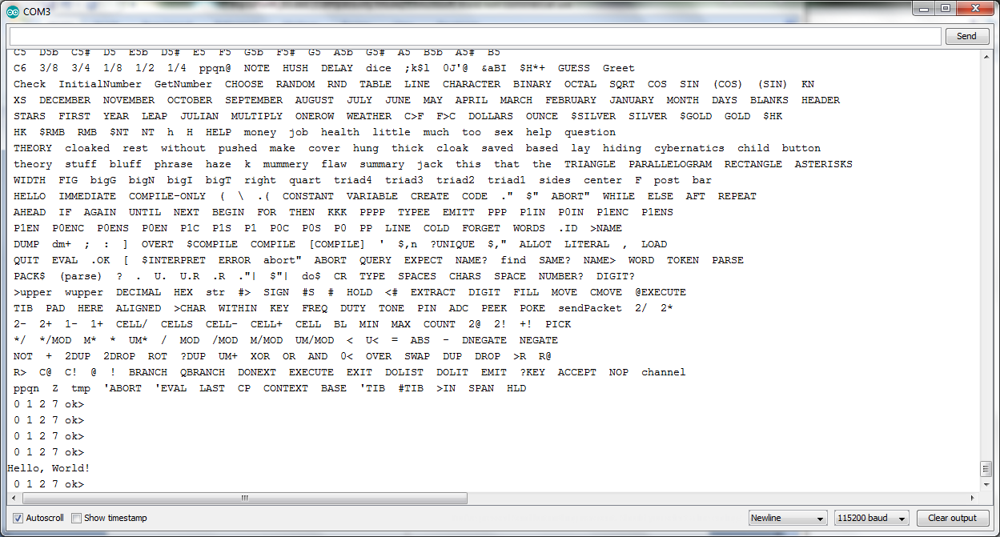 COM3
Send
C5 D5b C5# D5 E5b D5# E5 F5 G5b F5# G5 A5b G5# A5 B5b A5# B5
C6 3/8 3/4 1/8 1/2 1/4 ppqn@ NOTE HUSH DELAY dice ;k$l 0J'@ &aBI $H*+ GUESS Greet
Check InitialNumber GetNumber CHOOSE RANDOM RND TABLE LINE CHARACTER BINARY OCTAL SQRT COS SIN (COS) (SIN) KN
XS DECEMBER NOVEMBER OCTOBER SEPTEMBER AUGUST JULY JUNE MAY APRIL MARCH FEBRUARY JANUARY MONTH DAYS BLANKS HEADER
STARS FIRST YEAR LEAP JULIAN MULTIPLY ONEROW WEATHER C>F F>C DOLLARS OUNCE $SILVER SILVER $GOLD GOLD $HK
HK $RMB RMB $NT NT h H HELP money job health little much too sex help question
THEORY cloaked rest without pushed make cover hung thick cloak saved based lay hiding cybernatics child button
theory stuff bluff phrase haze k mummery flaw summary jack this that the TRIANGLE PARALLELOGRAM RECTANGLE ASTERISKS
WIDTH FIG bigG bigN bigI bigT right quart triad4 triad3 triad2 triad1 sides center F post bar
HELLO IMMEDIATE COMPILE-ONLY ( \ .( CONSTANT VARIABLE CREATE CODE ." $" ABORT" WHILE ELSE AFT REPEAT
AHEAD IF AGAIN UNTIL NEXT BEGIN FOR THEN KKK PPPP TYPEE EMITT PPP P1IN P0IN P1ENC P1ENS
P1EN P0ENC P0ENS P0EN P1C P1S P1 P0C P0S P0 PP LINE COLD FORGET WORDS .ID >NAME
DUMP dm+ ; : ] OVERT $COMPILE COMPILE [COMPILE] ' $,n ?UNIQUE $," ALLOT LITERAL , LOAD
QUIT EVAL .OK [ $INTERPRET ERROR abort" ABORT QUERY EXPECT NAME? find SAME? NAME> WORD TOKEN PARSE
PACK$ (parse) ? . U. U.R .R ."| $"| do$ CR TYPE SPACES CHARS SPACE NUMBER? DIGIT?
>upper wupper DECIMAL HEX str #> SIGN #S # HOLD <# EXTRACT DIGIT FILL MOVE CMOVE @EXECUTE
TIB PAD HERE ALIGNED >CHAR WITHIN KEY FREQ DUTY TONE PIN ADC PEEK POKE sendPacket 2/ 2*
2- 2+ 1- 1+ CELL/ CELLS CELL- CELL+ CELL BL MIN MAX COUNT 2@ 2! +! PICK
*/ */MOD M* * UM* / MOD /MOD M/MOD UM/MOD < U< = ABS - DNEGATE NEGATE
NOT + 2DUP 2DROP ROT ?DUP UM+ XOR OR AND 0< OVER SWAP DUP DROP >R R@
R> C@ C! @ ! BRANCH QBRANCH DONEXT EXECUTE EXIT DOLIST DOLIT EMIT ?KEY ACCEPT NOP channel
ppqn Z tmp 'ABORT 'EVAL LAST CP CONTEXT BASE 'TIB #TIB >IN SPAN HLD
0 1 2 7 ok>
0 1 2 7 ok>
0 1 2 7 ok>
0 1 2 7 ok>
Hello, World!
0 1 2 7 ok>
Autoscroll Show timestamp Newline 115200 baud Clear output